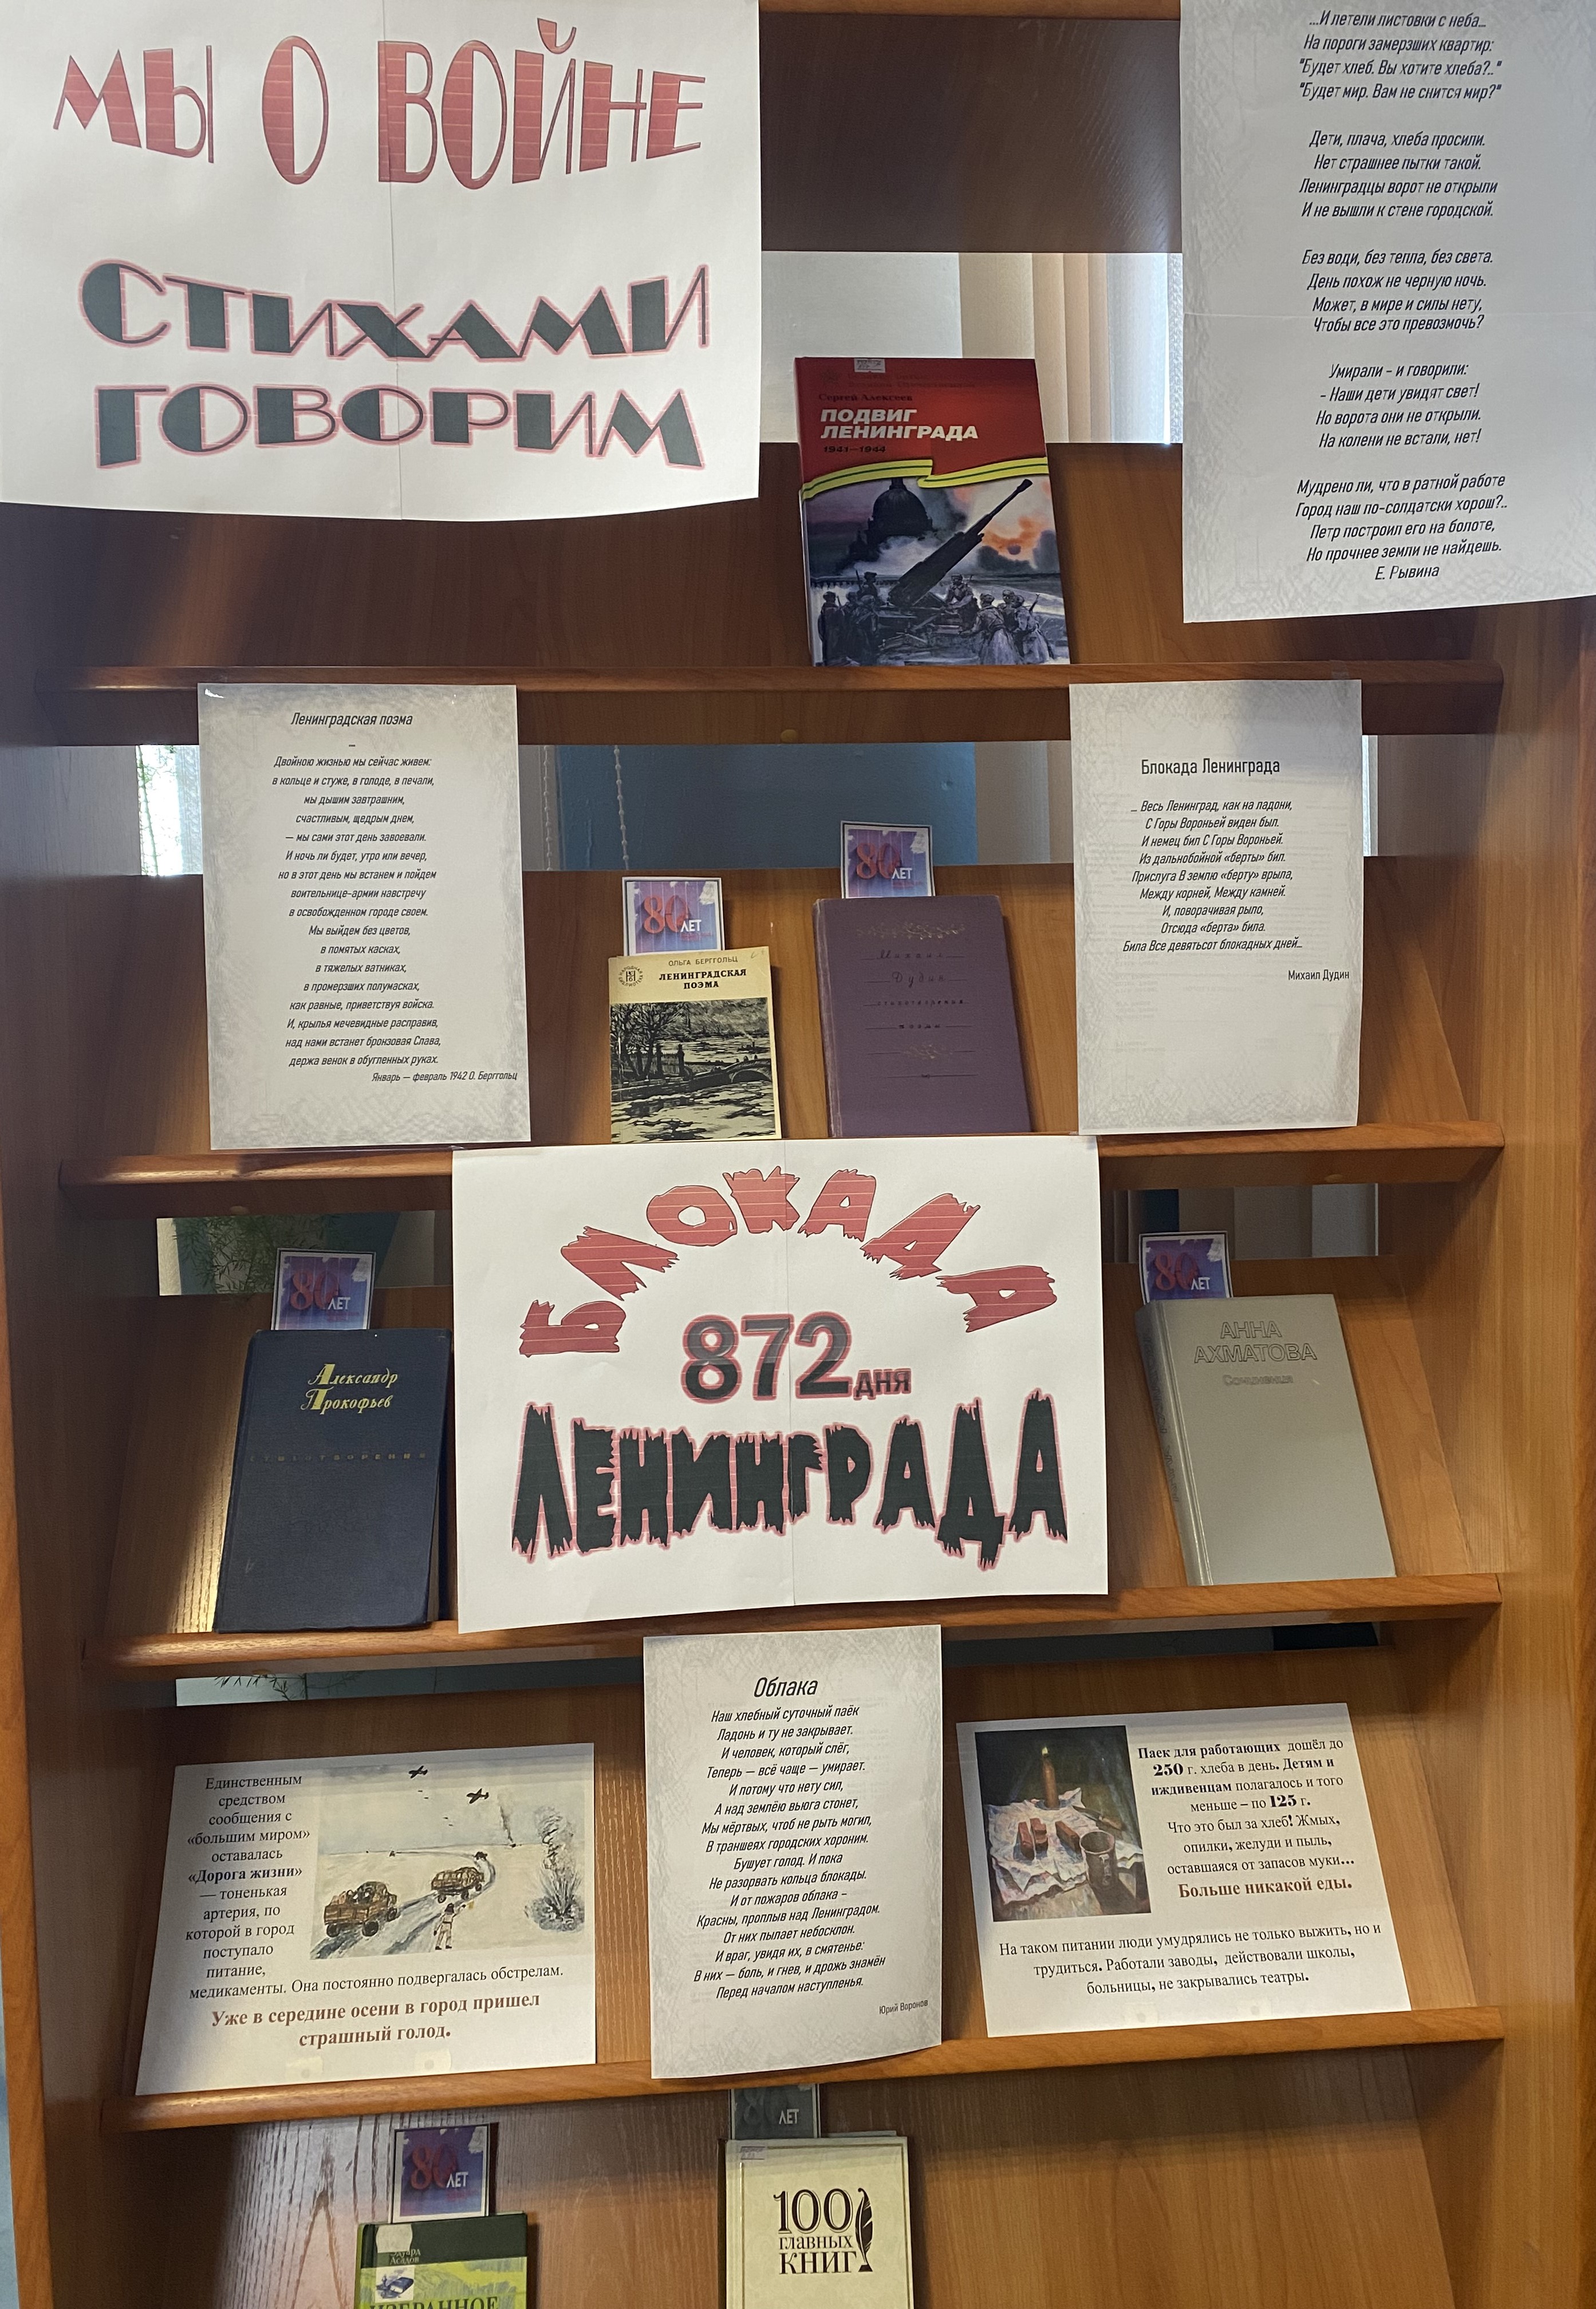 МЫ О ВОЙНЕ
СТИХАМИ
ГОВОРИМ
...И летели листовки с неба...
На пороги замерзших квартир:
"Будет хлеб. Вы хотите хлеба?.."
"Будет мир. Вам не снится мир?"
Дети, плача, хлеба просили.
Нет страшнее пытки такой.
Ленинградцы ворот не открыли
И не вышли к стене городской.
Без води, без тепла, без света.
День похож не черную ночь.
Может, в мире и силы нету,
Чтобы все это превозмочь?
Умирали - и говорили:
- Наши дети увидят свет!
Но ворота они не открыли.
На колени не встали, нет!
Мудрено ли, что в ратной работе
Город наш по-солдатски хорош?..
Петр построил его на болоте,
Но прочнее земли не найдешь.
Е. Рывина
Сергей Алексеев
ПОДВИГ
ЛЕНИНГРАДА
1941—1944
Ленинградская поэма
...
Двойною жизнью мы сейчас живем:
в кольце и стуже, в голоде, в печали,
мы дышим завтрашним,
счастливым, щедрым днем,
— мы сами этот день завоевали.
И ночь ли будет, утро или вечер,
но в этот день мы встанем и пойдем
воительнице-армии навстречу
в освобожденном городе своем.
Мы выйдем без цветов,
в помятых касках,
в тяжелых ватниках,
в промерзших полумасках,
как равные, приветствуя войска.
И, крылья мечевидные расправив,
над нами встанет бронзовая Слава,
держа венок в обугленных руках.
Январь — февраль 1942 О. Берггольц
80 ЛЕТ
ОЛЬГА БЕРГГОЛЬЦ
ЛЕНИНГРАДСКАЯ
ПОЭМА
80 ЛЕТ
Михаил
Дудин
стихотворения
поэмы
Блокада Ленинграда
... Весь Ленинград, как на ладони,
С Горы Вороньей виден был.
И немец бил С Горы Вороньей.
Из дальнобойной «берты» бил.
Прислуга В землю «берту» врыла,
Между корней, Между камней.
И, поворачивая рыло,
Отсюда «берта» била.
Била Все девятьсот блокадных дней...
Михаил Дудин
БЛОКАДА
872 ДНЯ
ЛЕНИНГРАДА
80 ЛЕТ
Александр
Прокофьев
СТИХОТВОРЕНИЯ
80 ЛЕТ
АННА
АХМАТОВА
Сочинения
Единственным
средством
сообщения с
«большим миром»
оставалась
«Дорога жизни»
— тоненькая
артерия, по
которой в город
поступало
питание,
медикаменты. Она постоянно подвергалась обстрелам.
Уже в середине осени в город пришел
страшный голод.
Облака
Наш хлебный суточный паёк
Ладонь и ту не закрывает.
И человек, который слёг,
Теперь — всё чаще — умирает.
И потому что нету сил,
А над землёю вьюга стонет,
Мы мёртвых, чтоб не рыть могил,
В траншеях городских хороним.
Бушует голод. И пока
Не разорвать кольца блокады.
И от пожаров облака –
Красны, проплыв над Ленинградом.
От них пылает небосклон.
И враг, увидя их, в смятенье:
В них — боль, и гнев, и дрожь знамён
Перед началом наступленья.
Юрий Воронов
Паек для работающих дошёл до
250 г. хлеба в день. Детям и
иждивенцам полагалось и того
меньше – по 125 г.
Что это был за хлеб! Жмых,
опилки, желуди и пыль,
оставшаяся от запасов муки...
Больше никакой еды.
На таком питании люди умудрялись не только выжить, но и
трудиться. Работали заводы, действовали школы,
больницы, не закрывались театры.
80 ЛЕТ
Эдуард
Асадов
ИЗБРАННОЕ
ЛЕТ
100
ГЛАВНЫХ
КНИГ